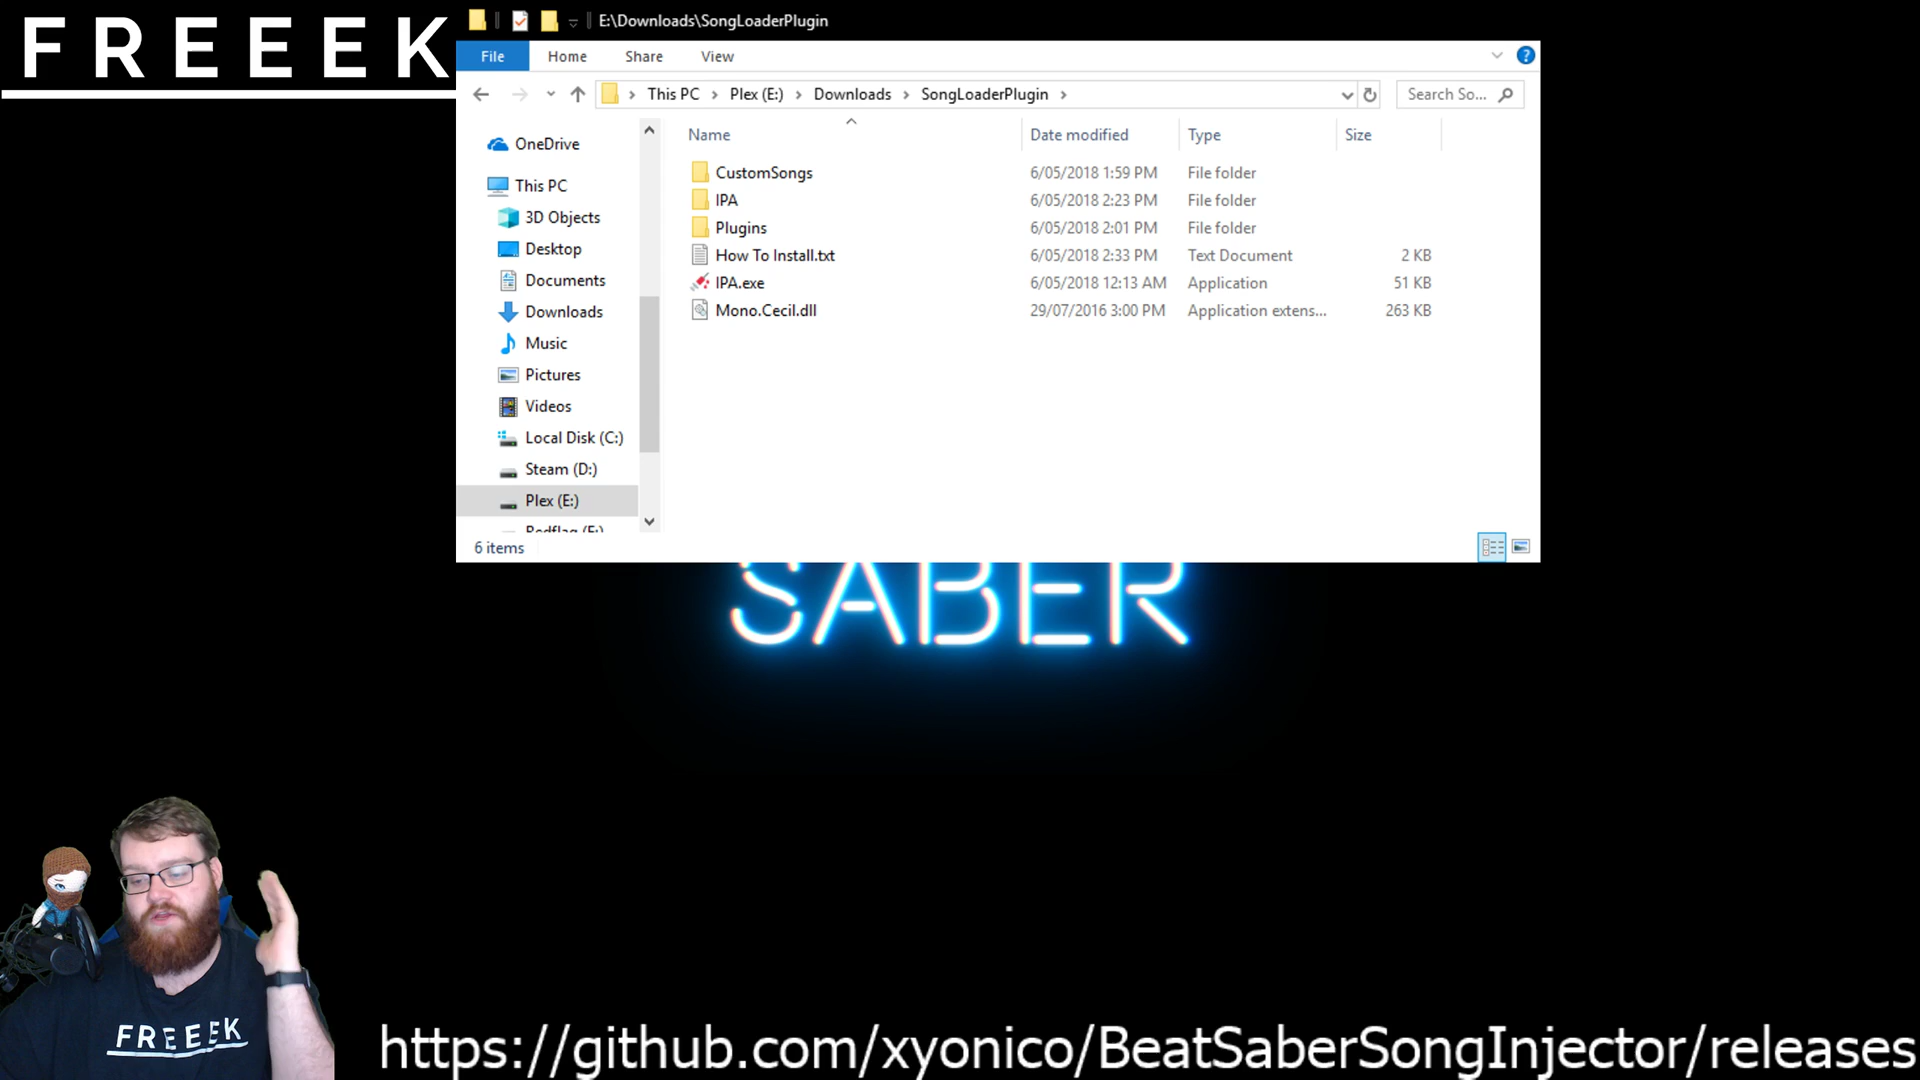 FREEEK
E:\Downloads\SongLoaderPlugin
File Home Share View
This PC Plex (E:) Downloads SongLoaderPlugin
Search So...
Name Date modified Type Size
OneDrive
This PC
3D Objects
Desktop
Documents
Downloads
Music
Pictures
Videos
Local Disk (C:)
Steam (D:)
Plex (E:)
Redflag (F:)
CustomSongs 6/05/2018 1:59 PM File folder
IPA 6/05/2018 2:23 PM File folder
Plugins 6/05/2018 2:01 PM File folder
How To Install.txt 6/05/2018 2:33 PM Text Document 2 KB
IPA.exe 6/05/2018 12:13 AM Application 51 KB
Mono.Cecil.dll 29/07/2016 3:00 PM Application extens... 263 KB
6 items
SABER
FREEEK
https://github.com/xyonico/BeatSaberSongInjector/releases